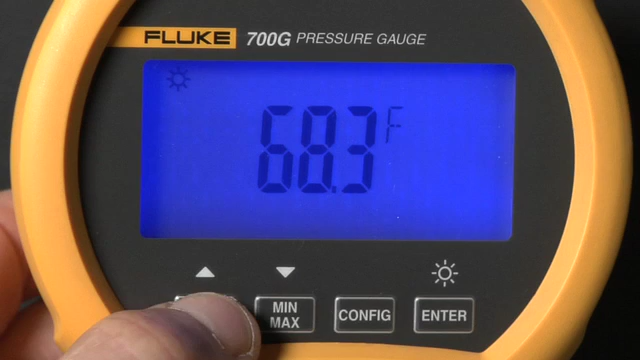 FLUKE 700G PRESSURE GAUGE
68.3 F
MIN
MAX
CONFIG
ENTER